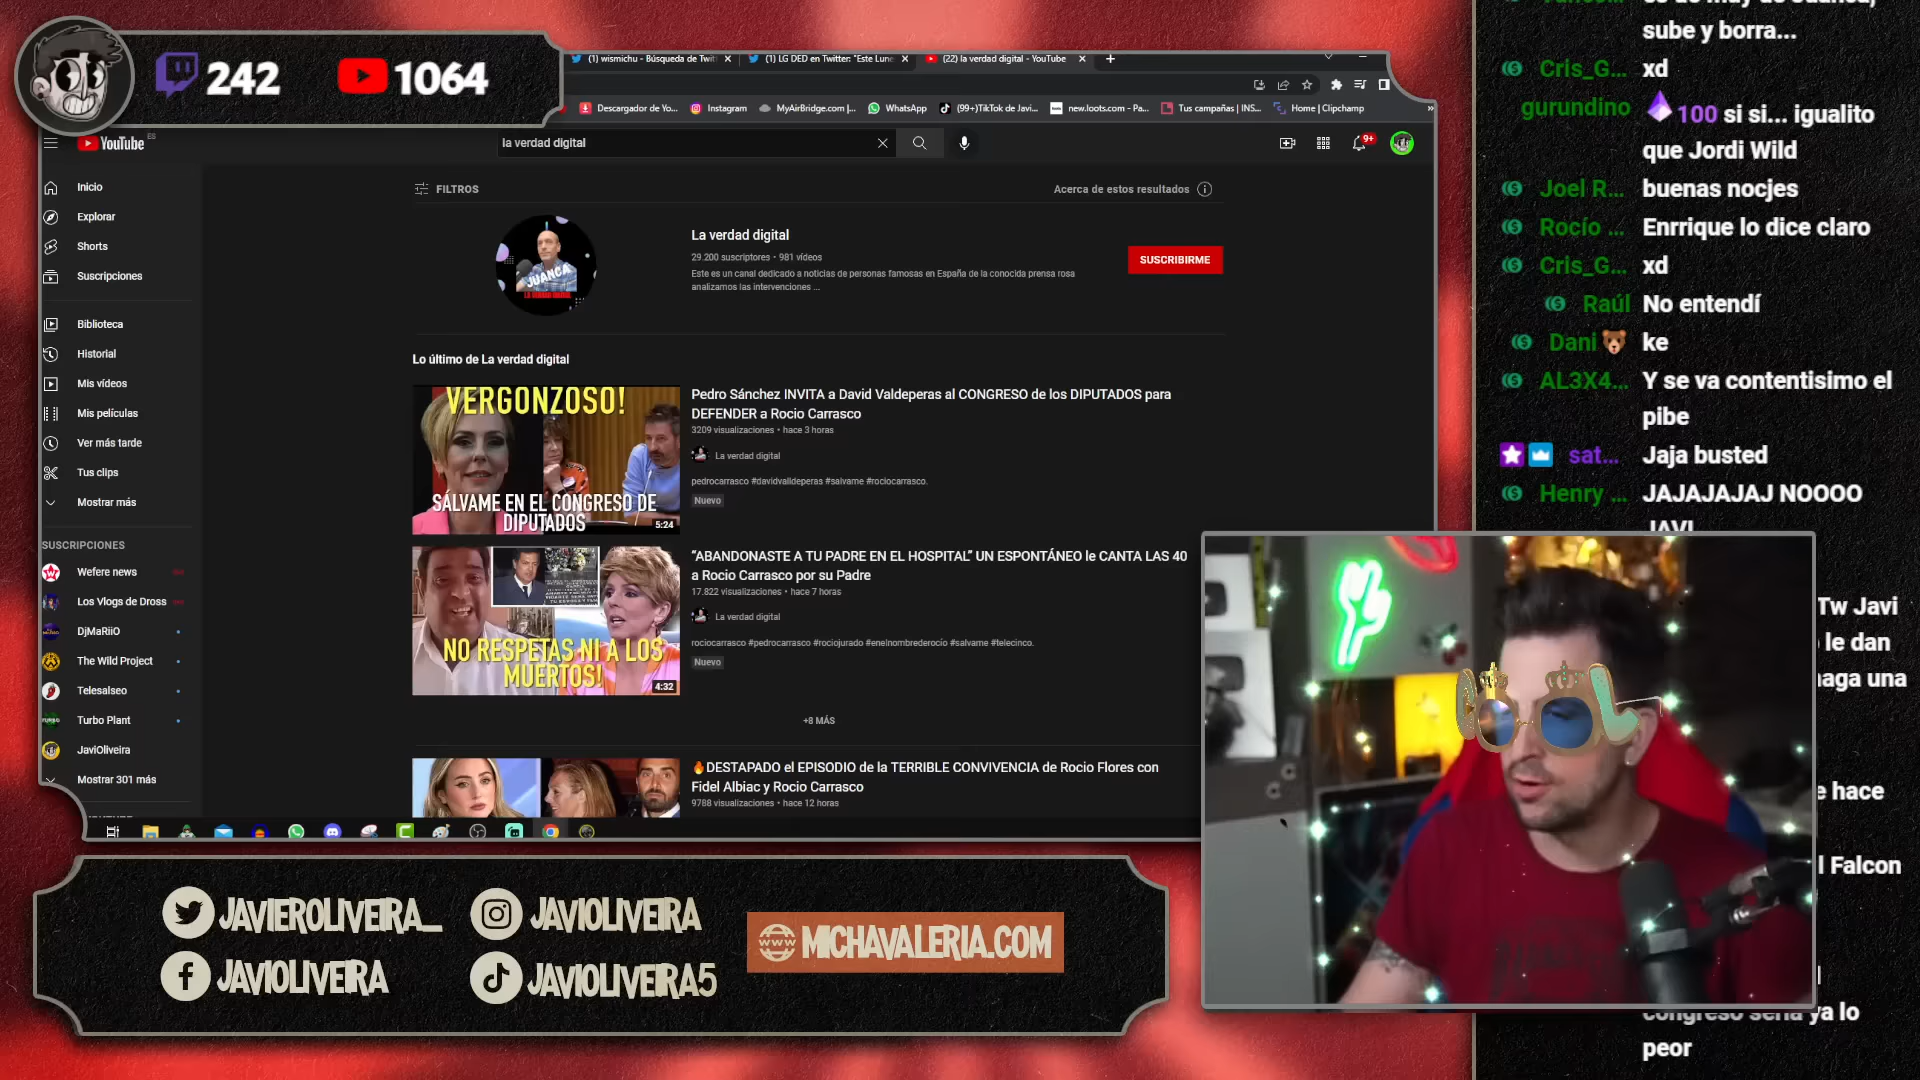 242
1064
(1) wismichu - Búsqueda de Twitt
(1) LG DED en Twitter: "Este Lune
(22) la verdad digital - YouTube
Descargador de Yo...
Instagram
MyAirBridge.com |...
WhatsApp
(99+)TikTok de Javi...
new.loots.com - Pa...
Tus campañas | INS...
Home | Clipchamp
YouTube
ES
la verdad digital
9+
Inicio
Explorar
Shorts
Suscripciones
Biblioteca
Historial
Mis vídeos
Mis películas
Ver más tarde
Tus clips
Mostrar más
SUSCRIPCIONES
Wefere news
Los Vlogs de Dross
DjMaRiiO
The Wild Project
Telesalseo
Turbo Plant
JaviOliveira
Mostrar 301 más
FILTROS
Acerca de estos resultados
JUANCA
LA VERDAD DIGITAL
La verdad digital
29.200 suscriptores • 981 vídeos
Este es un canal dedicado a noticias de personas famosas en España de la conocida prensa rosa
analizamos las intervenciones ...
SUSCRIBIRME
Lo último de La verdad digital
VERGONZOSO!
SÁLVAME EN EL CONGRESO DE
DIPUTADOS
5:24
Pedro Sánchez INVITA a David Valdeperas al CONGRESO de los DIPUTADOS para
DEFENDER a Rocio Carrasco
3209 visualizaciones • hace 3 horas
La verdad digital
pedrocarrasco #davidvalldeperas #salvame #rociocarrasco.
Nuevo
NO RESPETAS NI A LOS
MUERTOS!
4:32
"ABANDONASTE A TU PADRE EN EL HOSPITAL" UN ESPONTÁNEO le CANTA LAS 40
a Rocio Carrasco por su Padre
17.822 visualizaciones • hace 7 horas
La verdad digital
rociocarrasco #pedrocarrasco #rociojurado #enelnombrederocío #salvame #telecinco.
Nuevo
+8 MÁS
🔥DESTAPADO el EPISODIO de la TERRIBLE CONVIVENCIA de Rocio Flores con
Fidel Albiac y Rocio Carrasco
9788 visualizaciones • hace 12 horas
JAVIEROLIVEIRA_
JAVIOLIVEIRA
JAVIOLIVEIRA
JAVIOLIVEIRA5
MICHAVALERIA.COM
sube y borra...
Cris_G... xd
gurundino 100 si si... igualito
que Jordi Wild
Joel R... buenas nocjes
Rocío ... Enrrique lo dice claro
Cris_G... xd
Raúl No entendí
Dani🐻 ke
AL3X4... Y se va contentisimo el
pibe
sat... Jaja busted
Henry ... JAJAJAJAJ NOOOO
JAVI
Tw Javi
le dan
haga una
e hace
l Falcon
congreso seria ya lo
peor